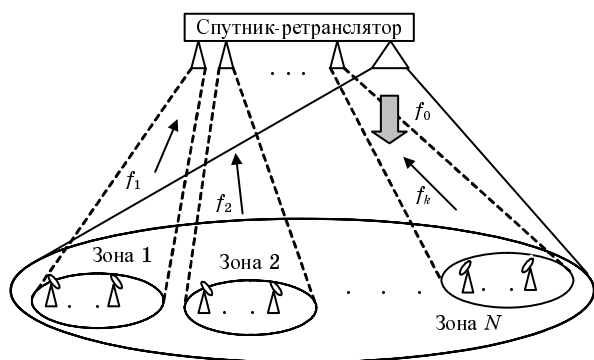 Спутник-ретранслятор
. . .
f₀
f₁
f₂
fₖ
Зона 1
Зона 2
. . . .
Зона N